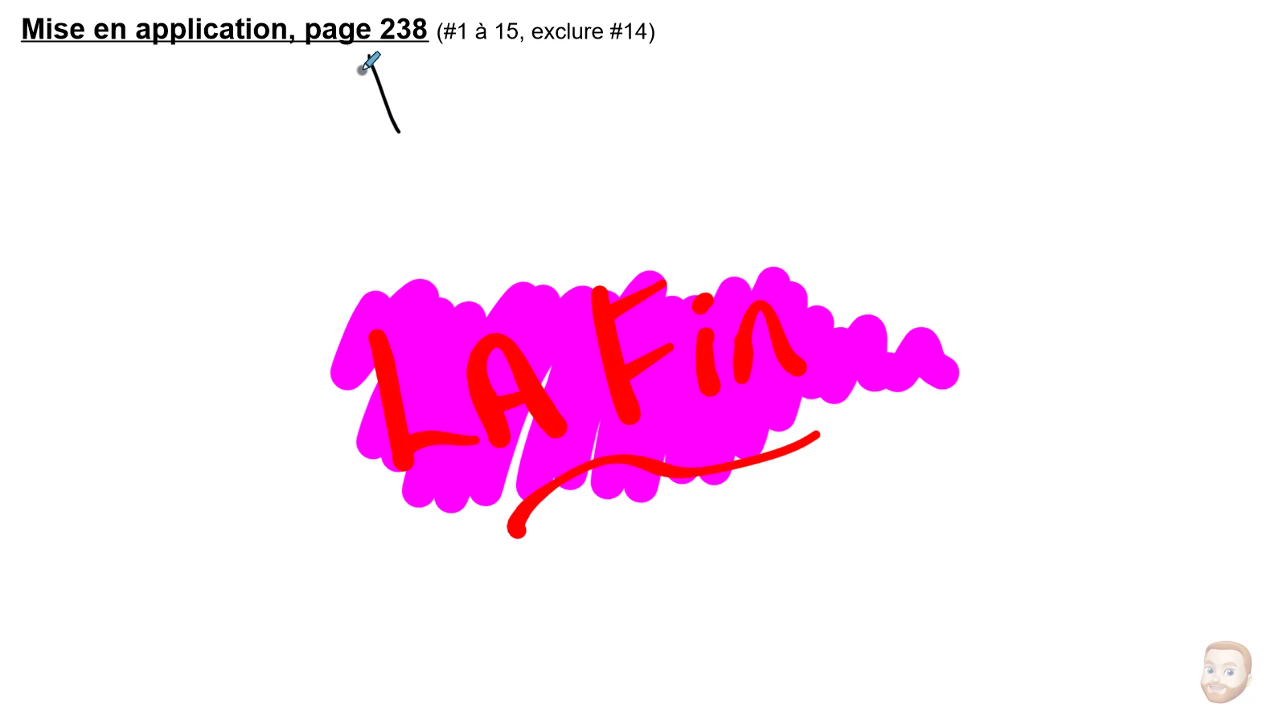 Mise en application, page 238 (#1 à 15, exclure #14)
LA Fin